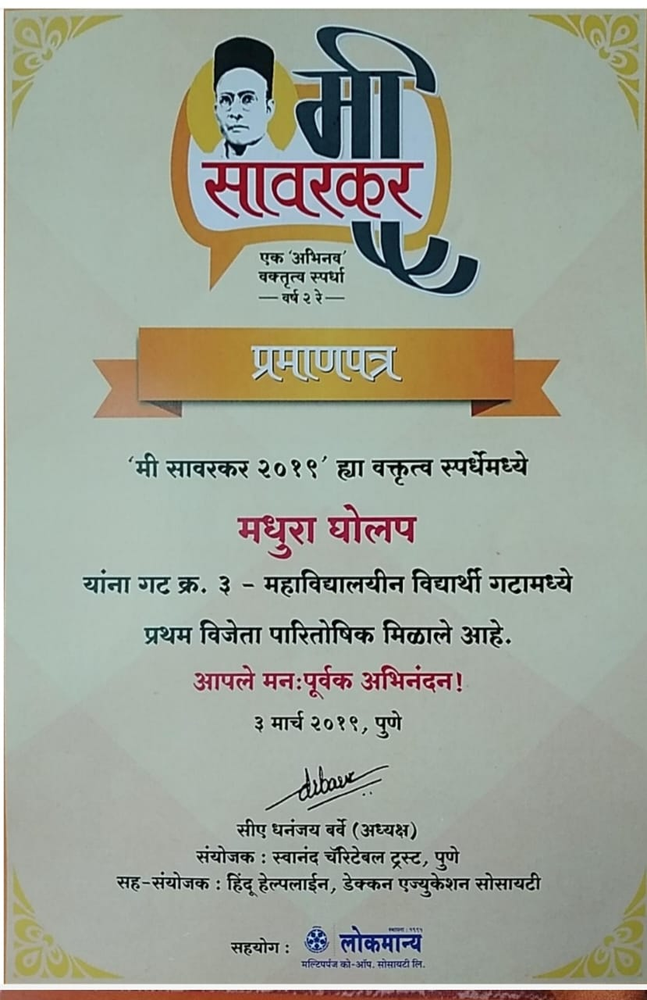 मी
सावरकर
एक 'अभिनव'
वक्तृत्व स्पर्धा
— वर्ष २ रे —
प्रमाणपत्र
'मी सावरकर २०१९' ह्या वक्तृत्व स्पर्धेमध्ये
मधुरा घोलप
यांना गट क्र. ३ - महाविद्यालयीन विद्यार्थी गटामध्ये
प्रथम विजेता पारितोषिक मिळाले आहे.
आपले मनःपूर्वक अभिनंदन!
३ मार्च २०१९, पुणे
सीए धनंजय बर्वे (अध्यक्ष)
संयोजक : स्वानंद चॅरिटेबल ट्रस्ट, पुणे
सह-संयोजक : हिंदू हेल्पलाईन, डेक्कन एज्युकेशन सोसायटी
स्थापना : १९९५
सहयोग : लोकमान्य
मल्टिपर्पज को-ऑप. सोसायटी लि.